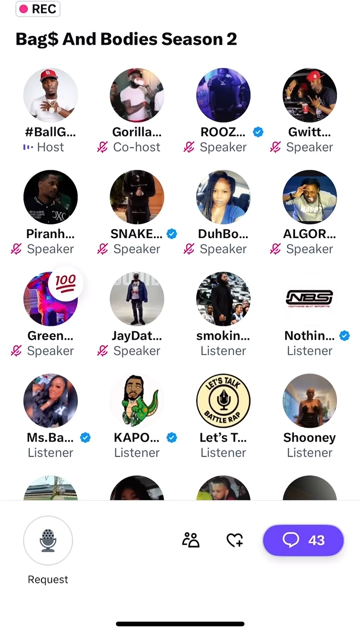 REC
Bag$ And Bodies Season 2
#BallG... Gorilla... ROOZ... Gwitt...
Host Co-host Speaker Speaker
Piranh... SNAKE... DuhBo... ALGOR...
Speaker Speaker Speaker Speaker
100
Green... JayDat... smokin... Nothin...
Speaker Speaker Listener Listener
NBS
LET'S TALK
BATTLE RAP
Ms.Ba... KAPO... Let's T... Shooney
Listener Listener Listener Listener
43
Request